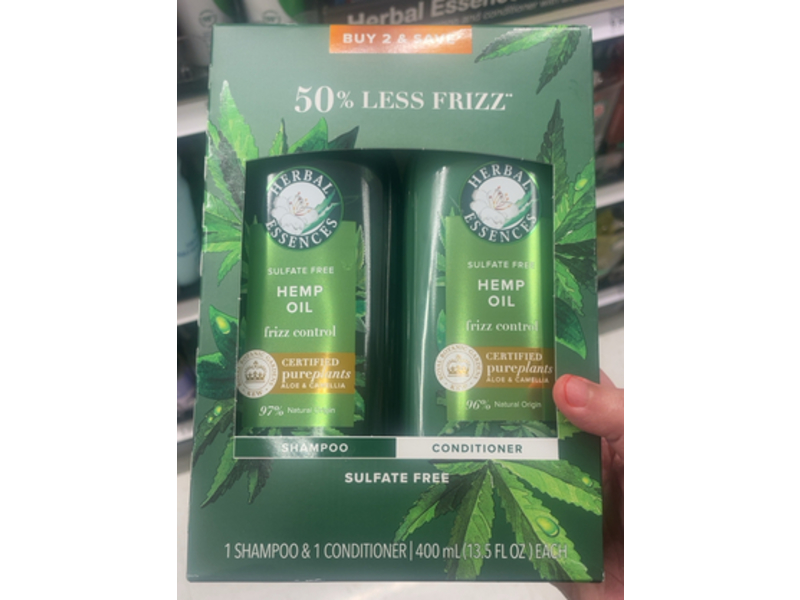 Herbal Essen
BUY 2 & SAVE*
50% LESS FRIZZ**
HERBAL
ESSENCES
SULFATE FREE
HEMP
OIL
frizz control
CERTIFIED
pureplants
ALOE & CAMELLIA
97% Natural Origin
SHAMPOO
HERBAL
ESSENCES
SULFATE FREE
HEMP
OIL
frizz control
CERTIFIED
pureplants
ALOE & CAMELLIA
96% Natural Origin
CONDITIONER
SULFATE FREE
1 SHAMPOO & 1 CONDITIONER | 400 mL (13.5 FL OZ ) EACH